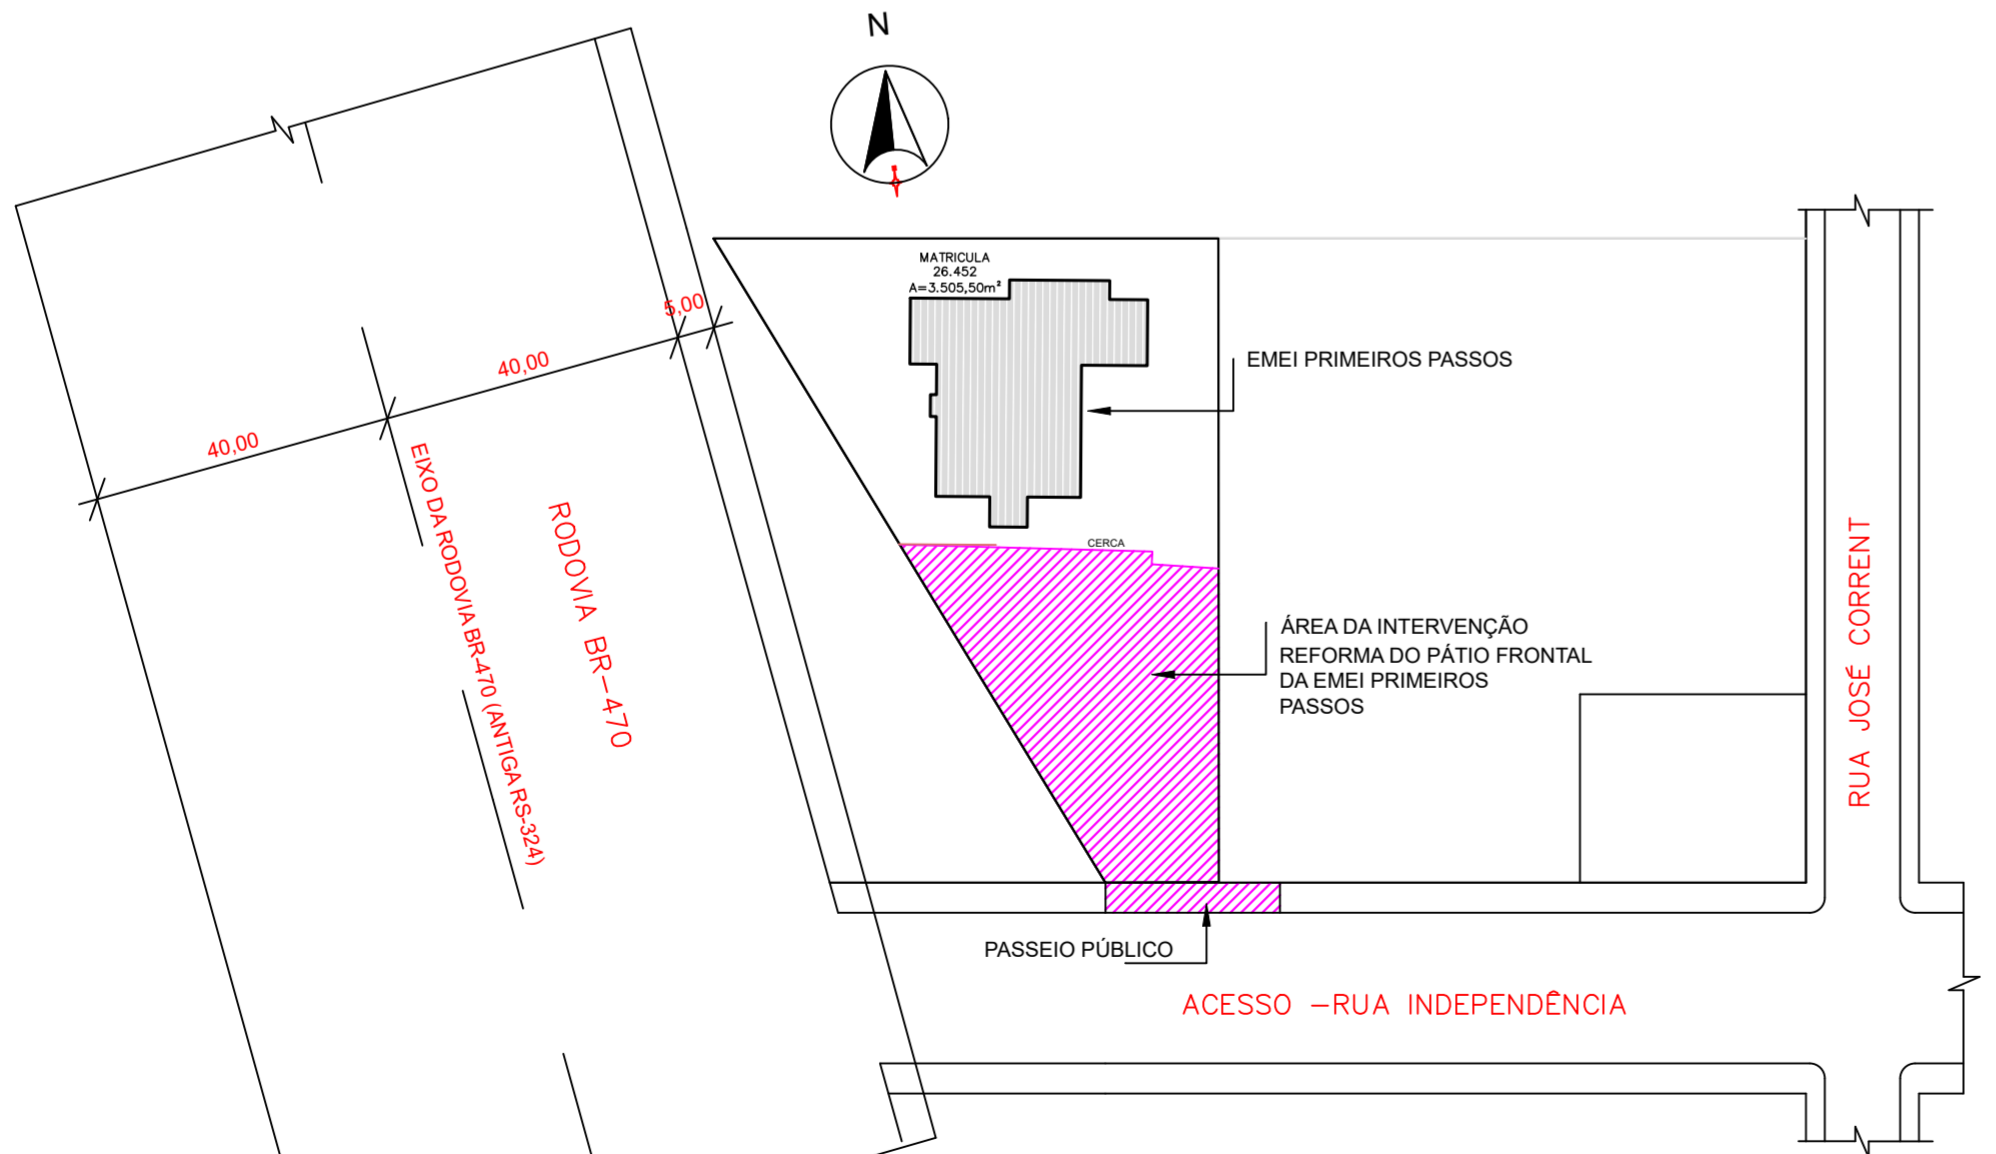 N
MATRICULA
26.452
A=3.505,50m²
5,00
40,00
40,00
EMEI PRIMEIROS PASSOS
EIXO DA RODOVIA BR-470 (ANTIGA RS-324)
RODOVIA BR-470
CERCA
ÁREA DA INTERVENÇÃO
REFORMA DO PÁTIO FRONTAL
DA EMEI PRIMEIROS
PASSOS
RUA JOSÉ CORRENT
PASSEIO PÚBLICO
ACESSO -RUA INDEPENDÊNCIA